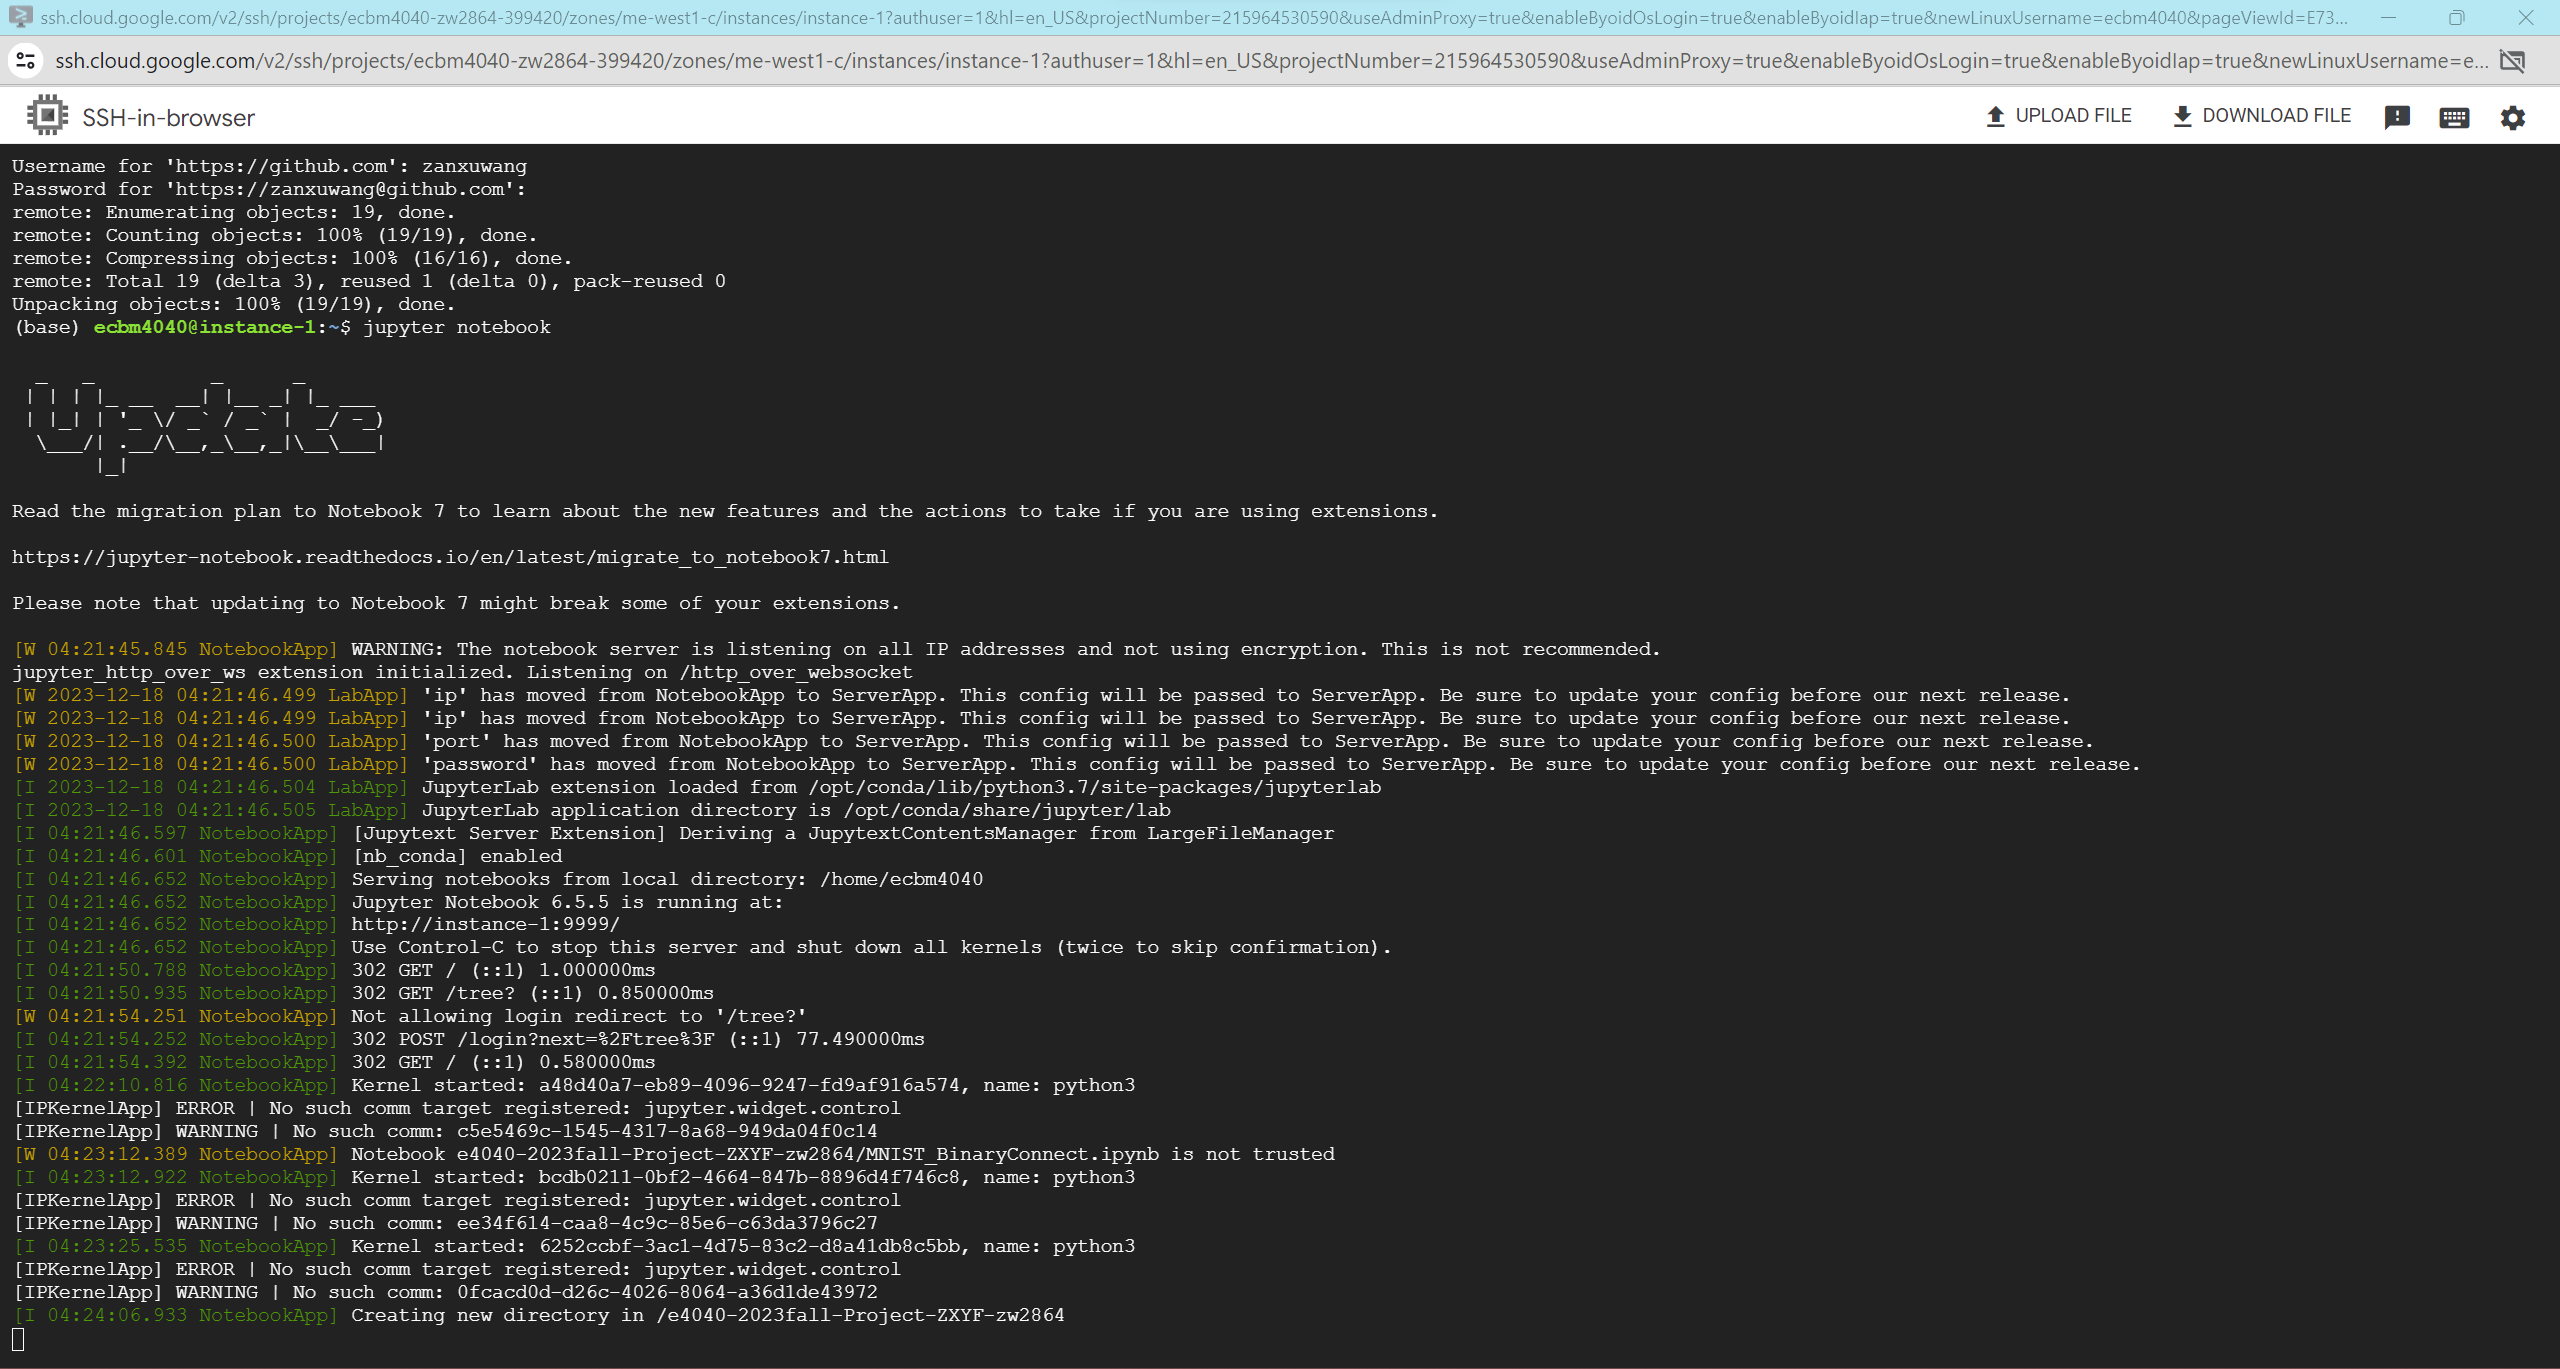 ssh.cloud.google.com/v2/ssh/projects/ecbm4040-zw2864-399420/zones/me-west1-c/instances/instance-1?authuser=1&hl=en_US&projectNumber=215964530590&useAdminProxy=true&enableByoidOsLogin=true&enableByoidIap=true&newLinuxUsername=ecbm4040&pageViewId=E73...
ssh.cloud.google.com/v2/ssh/projects/ecbm4040-zw2864-399420/zones/me-west1-c/instances/instance-1?authuser=1&hl=en_US&projectNumber=215964530590&useAdminProxy=true&enableByoidOsLogin=true&enableByoidIap=true&newLinuxUsername=e...
SSH-in-browser
UPLOAD FILE
DOWNLOAD FILE
Username for 'https://github.com': zanxuwang
Password for 'https://zanxuwang@github.com':
remote: Enumerating objects: 19, done.
remote: Counting objects: 100% (19/19), done.
remote: Compressing objects: 100% (16/16), done.
remote: Total 19 (delta 3), reused 1 (delta 0), pack-reused 0
Unpacking objects: 100% (19/19), done.
(base) ecbm4040@instance-1:~$ jupyter notebook
Update
Read the migration plan to Notebook 7 to learn about the new features and the actions to take if you are using extensions.
https://jupyter-notebook.readthedocs.io/en/latest/migrate_to_notebook7.html
Please note that updating to Notebook 7 might break some of your extensions.
[W 04:21:45.845 NotebookApp] WARNING: The notebook server is listening on all IP addresses and not using encryption. This is not recommended.
jupyter_http_over_ws extension initialized. Listening on /http_over_websocket
[W 2023-12-18 04:21:46.499 LabApp] 'ip' has moved from NotebookApp to ServerApp. This config will be passed to ServerApp. Be sure to update your config before our next release.
[W 2023-12-18 04:21:46.499 LabApp] 'ip' has moved from NotebookApp to ServerApp. This config will be passed to ServerApp. Be sure to update your config before our next release.
[W 2023-12-18 04:21:46.500 LabApp] 'port' has moved from NotebookApp to ServerApp. This config will be passed to ServerApp. Be sure to update your config before our next release.
[W 2023-12-18 04:21:46.500 LabApp] 'password' has moved from NotebookApp to ServerApp. This config will be passed to ServerApp. Be sure to update your config before our next release.
[I 2023-12-18 04:21:46.504 LabApp] JupyterLab extension loaded from /opt/conda/lib/python3.7/site-packages/jupyterlab
[I 2023-12-18 04:21:46.505 LabApp] JupyterLab application directory is /opt/conda/share/jupyter/lab
[I 04:21:46.597 NotebookApp] [Jupytext Server Extension] Deriving a JupytextContentsManager from LargeFileManager
[I 04:21:46.601 NotebookApp] [nb_conda] enabled
[I 04:21:46.652 NotebookApp] Serving notebooks from local directory: /home/ecbm4040
[I 04:21:46.652 NotebookApp] Jupyter Notebook 6.5.5 is running at:
[I 04:21:46.652 NotebookApp] http://instance-1:9999/
[I 04:21:46.652 NotebookApp] Use Control-C to stop this server and shut down all kernels (twice to skip confirmation).
[I 04:21:50.788 NotebookApp] 302 GET / (::1) 1.000000ms
[I 04:21:50.935 NotebookApp] 302 GET /tree? (::1) 0.850000ms
[W 04:21:54.251 NotebookApp] Not allowing login redirect to '/tree?'
[I 04:21:54.252 NotebookApp] 302 POST /login?next=%2Ftree%3F (::1) 77.490000ms
[I 04:21:54.392 NotebookApp] 302 GET / (::1) 0.580000ms
[I 04:22:10.816 NotebookApp] Kernel started: a48d40a7-eb89-4096-9247-fd9af916a574, name: python3
[IPKernelApp] ERROR | No such comm target registered: jupyter.widget.control
[IPKernelApp] WARNING | No such comm: c5e5469c-1545-4317-8a68-949da04f0c14
[W 04:23:12.389 NotebookApp] Notebook e4040-2023fall-Project-ZXYF-zw2864/MNIST_BinaryConnect.ipynb is not trusted
[I 04:23:12.922 NotebookApp] Kernel started: bcdb0211-0bf2-4664-847b-8896d4f746c8, name: python3
[IPKernelApp] ERROR | No such comm target registered: jupyter.widget.control
[IPKernelApp] WARNING | No such comm: ee34f614-caa8-4c9c-85e6-c63da3796c27
[I 04:23:25.535 NotebookApp] Kernel started: 6252ccbf-3ac1-4d75-83c2-d8a41db8c5bb, name: python3
[IPKernelApp] ERROR | No such comm target registered: jupyter.widget.control
[IPKernelApp] WARNING | No such comm: 0fcacd0d-d26c-4026-8064-a36d1de43972
[I 04:24:06.933 NotebookApp] Creating new directory in /e4040-2023fall-Project-ZXYF-zw2864